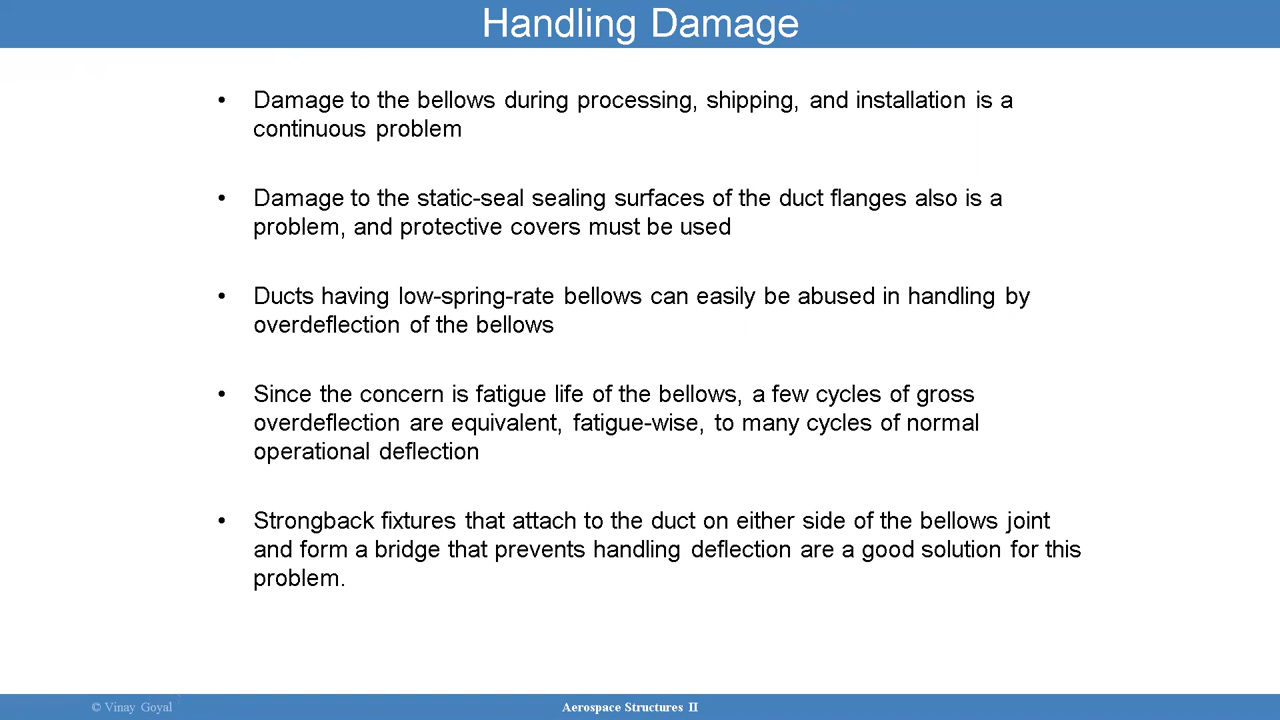 Handling Damage
• Damage to the bellows during processing, shipping, and installation is a
continuous problem
• Damage to the static-seal sealing surfaces of the duct flanges also is a
problem, and protective covers must be used
• Ducts having low-spring-rate bellows can easily be abused in handling by
overdeflection of the bellows
• Since the concern is fatigue life of the bellows, a few cycles of gross
overdeflection are equivalent, fatigue-wise, to many cycles of normal
operational deflection
• Strongback fixtures that attach to the duct on either side of the bellows joint
and form a bridge that prevents handling deflection are a good solution for this
problem.
© Vinay Goyal
Aerospace Structures II